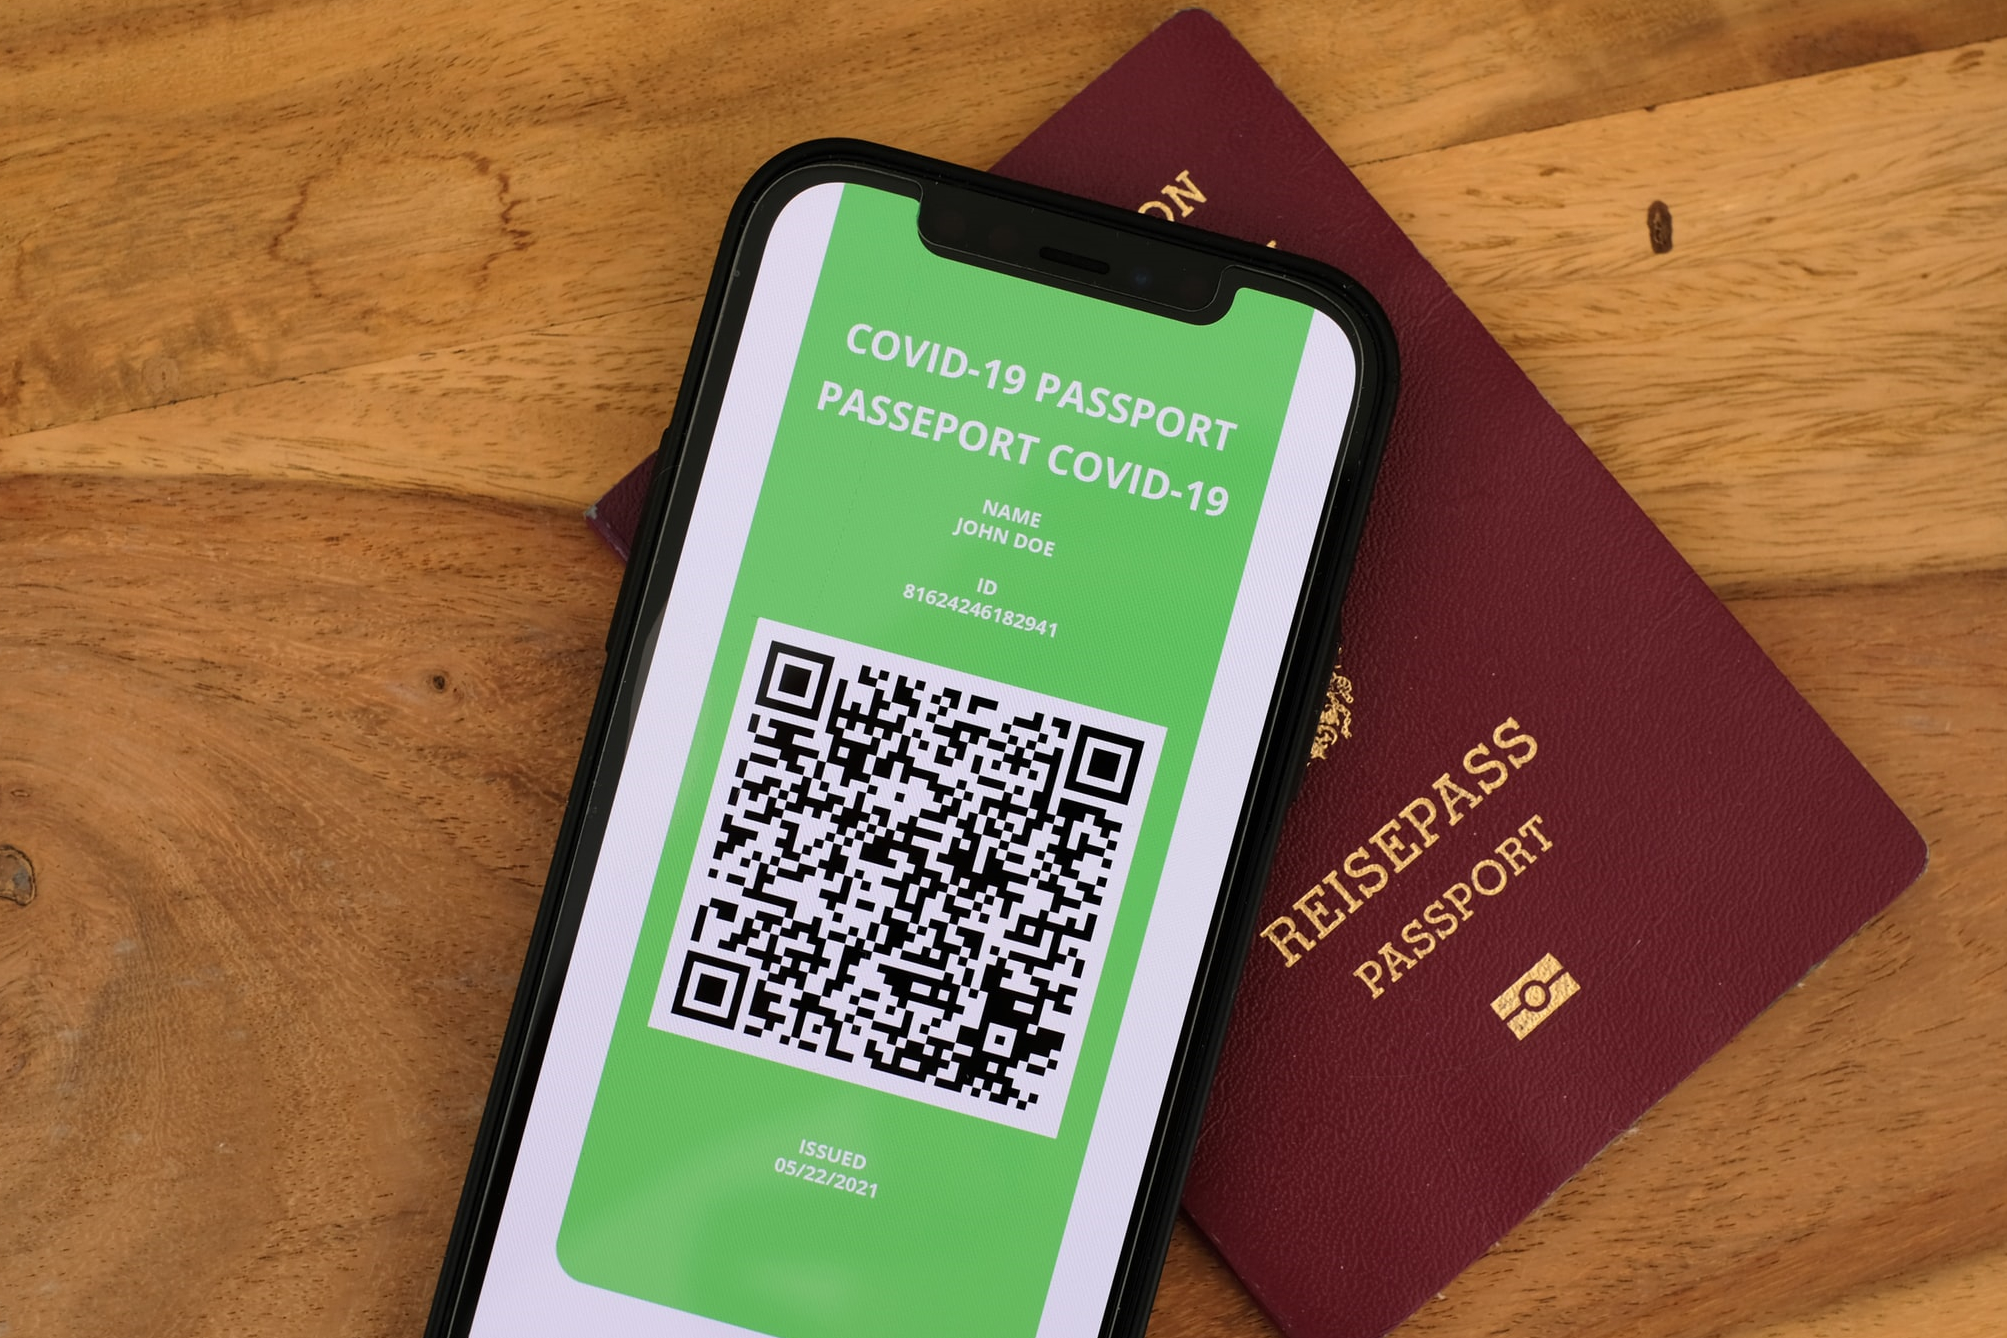 COVID-19 PASSPORT
PASSEPORT COVID-19
NAME
JOHN DOE
ID
81624246182941
ISSUED
05/22/2021
REISEPASS
PASSPORT